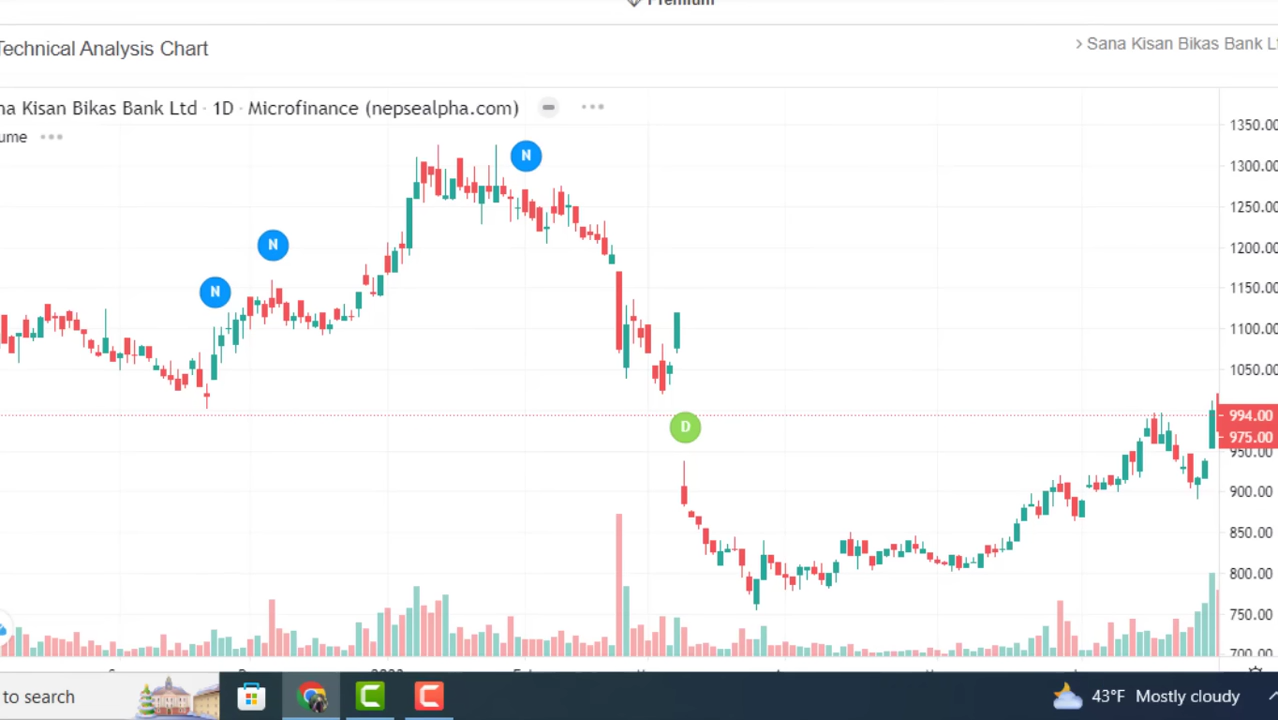 Premium
Technical Analysis Chart
> Sana Kisan Bikas Bank Lt
na Kisan Bikas Bank Ltd · 1D · Microfinance (nepsealpha.com)
ume
1350.00
1300.00
1250.00
1200.00
1150.00
1100.00
1050.00
994.00
975.00
950.00
900.00
850.00
800.00
750.00
700.00
N
N
N
D
2023
to search
43°F Mostly cloudy